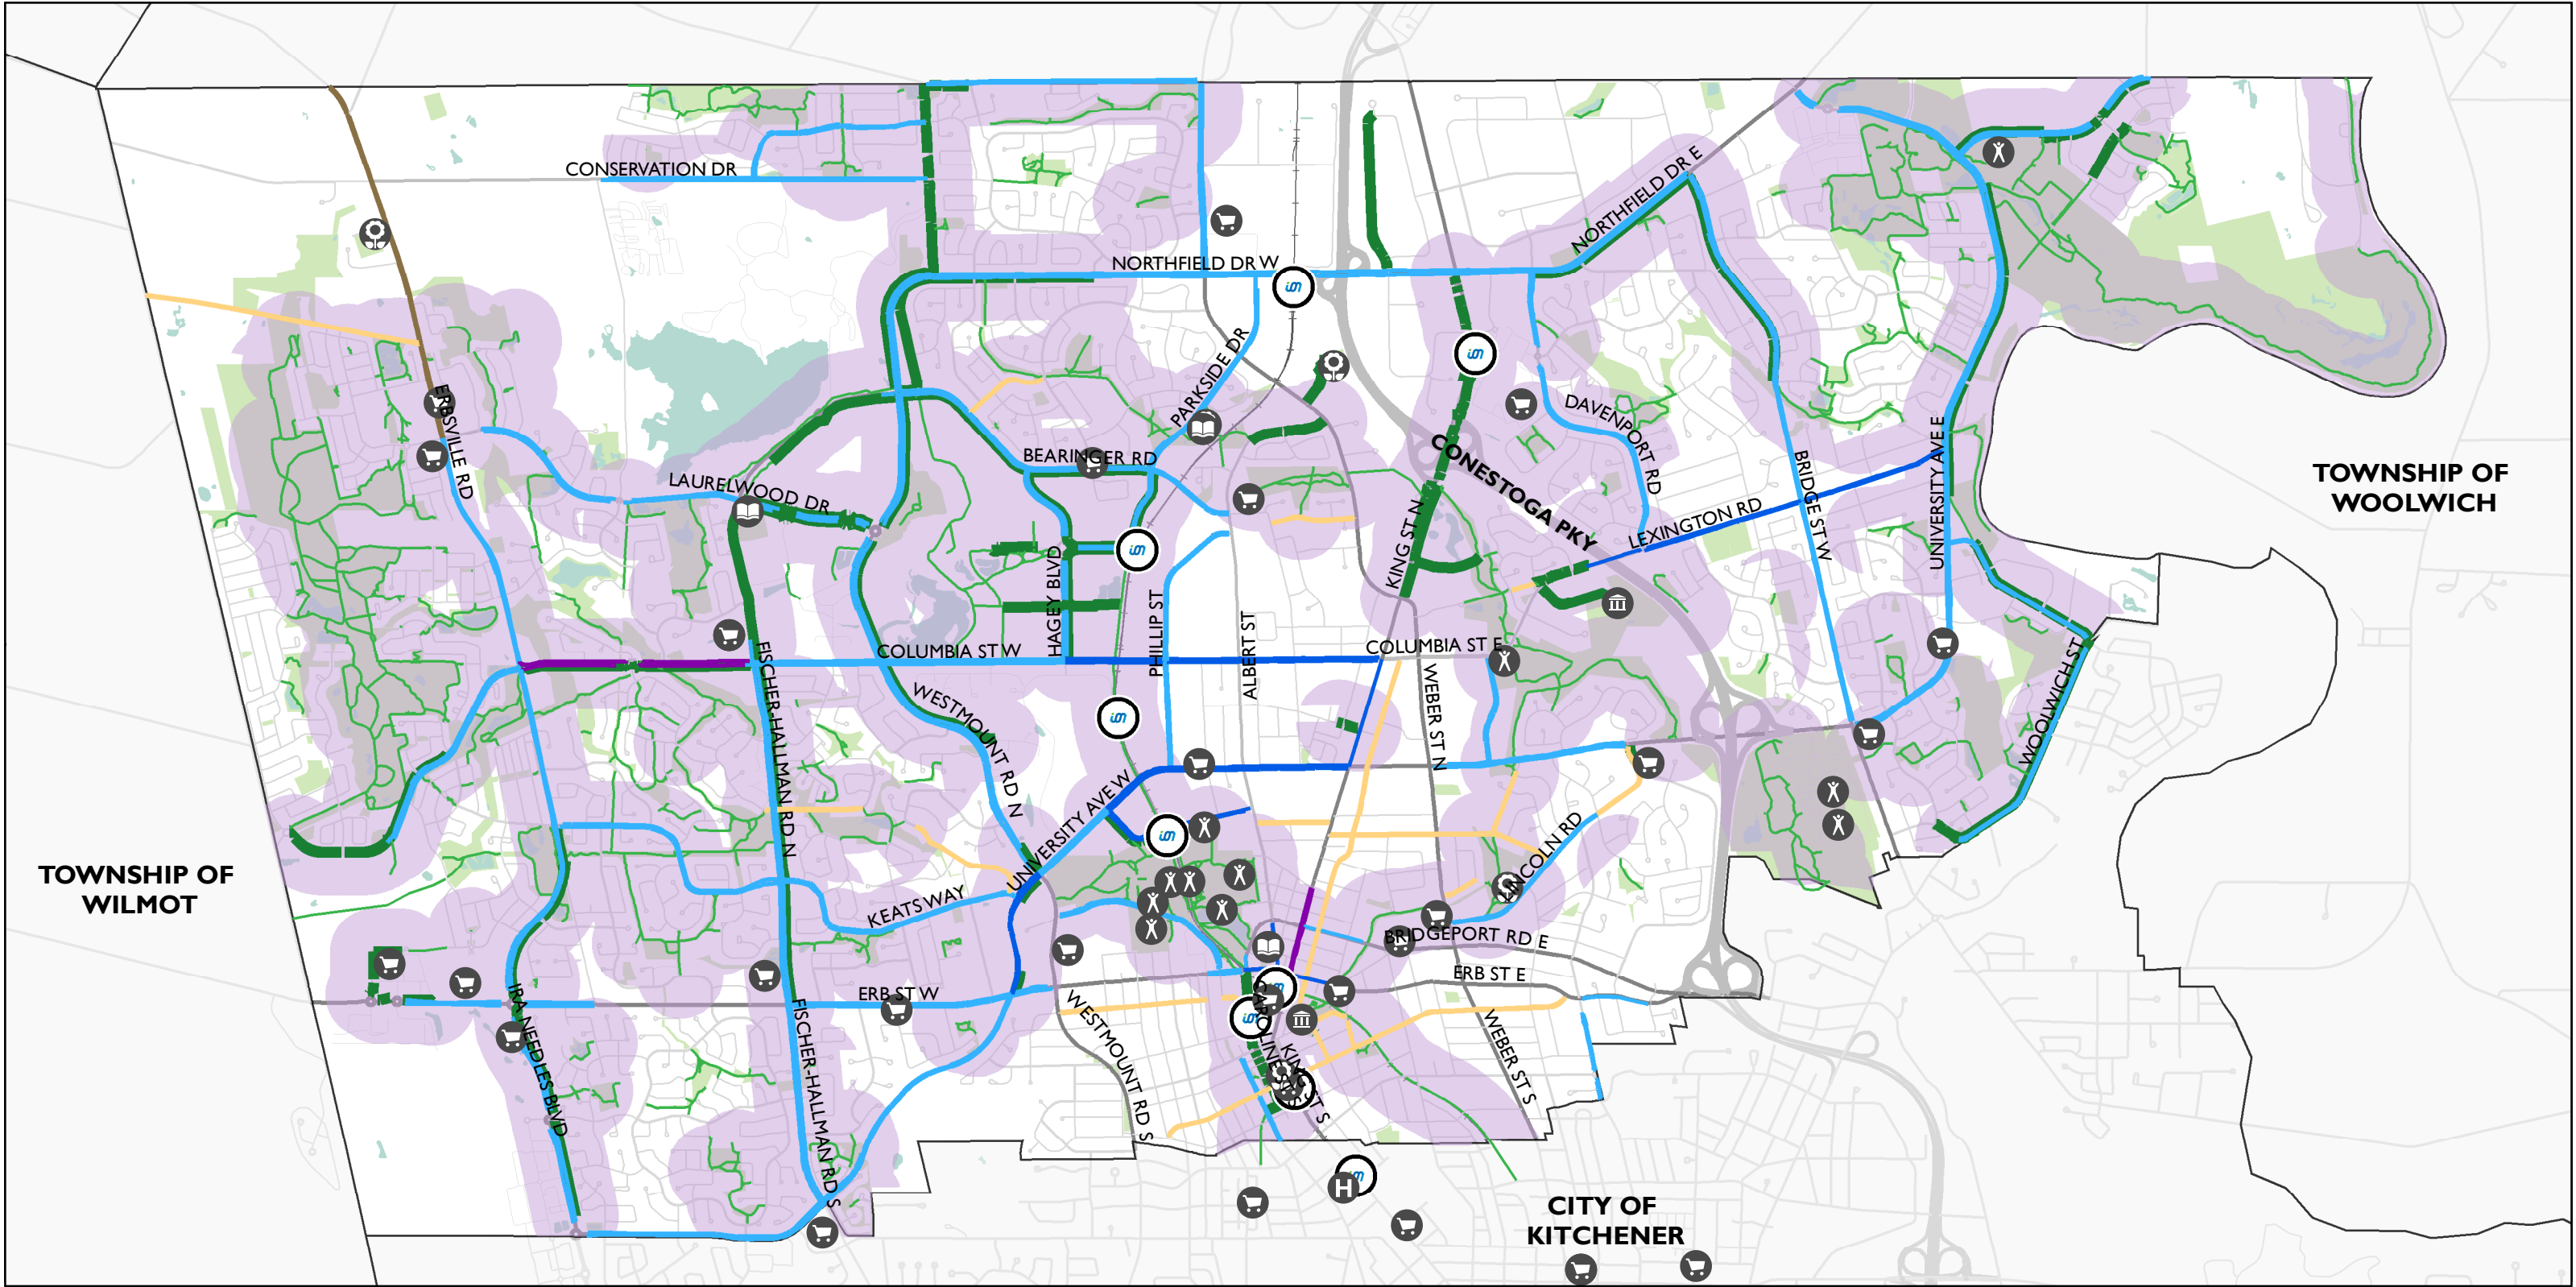 CONSERVATION DR
NORTHFIELD DR E
NORTHFIELD DR W
PARKSIDE DR
ERBSVILLE RD
DAVENPORT RD
CONESTOGA PKY
BEARINGER RD
LAURELWOOD DR
BRIDGE ST W
UNIVERSITY AVE E
TOWNSHIP OF
WOOLWICH
LEXINGTON RD
KING ST N
HAGEY BLVD
PHILLIP ST
ALBERT ST
COLUMBIA ST W
COLUMBIA ST E
FISCHER-HALLMAN RD N
WESTMOUNT RD N
WEBER ST N
WOOLWICH ST
UNIVERSITY AVE W
LINCOLN RD
TOWNSHIP OF
WILMOT
KEATS WAY
BRIDGEPORT RD E
ERB ST E
ERB ST W
IRA NEEDLES BLVD
FISCHER-HALLMAN RD S
WESTMOUNT RD S
CAROLINE ST S
KING ST S
WEBER ST S
H
CITY OF
KITCHENER